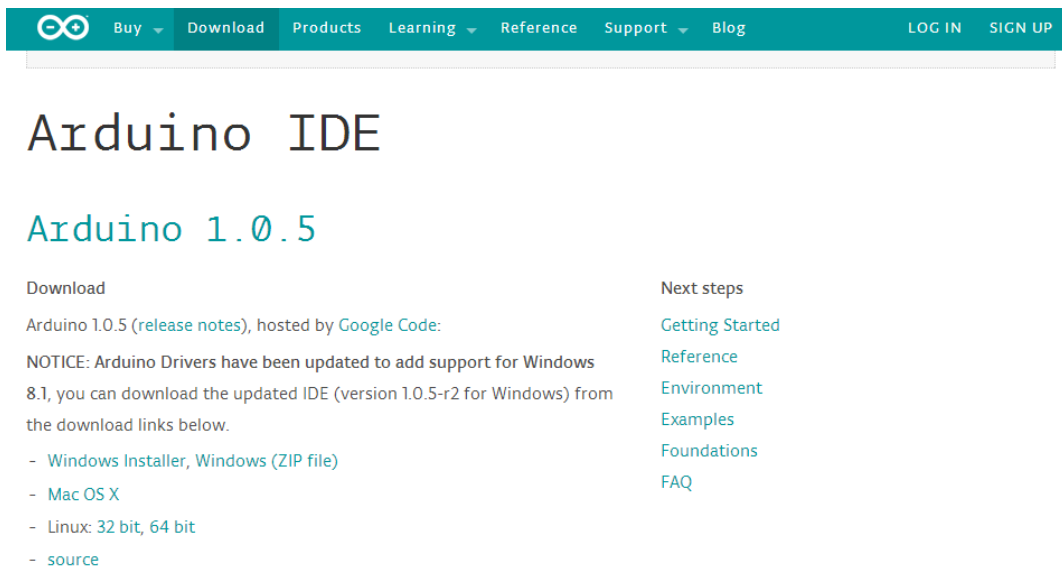 Buy Download Products Learning Reference Support Blog LOG IN SIGN UP
Arduino IDE
Arduino 1.0.5
Download
Arduino 1.0.5 (release notes), hosted by Google Code:
NOTICE: Arduino Drivers have been updated to add support for Windows
8.1, you can download the updated IDE (version 1.0.5-r2 for Windows) from
the download links below.
- Windows Installer, Windows (ZIP file)
- Mac OS X
- Linux: 32 bit, 64 bit
- source
Next steps
Getting Started
Reference
Environment
Examples
Foundations
FAQ